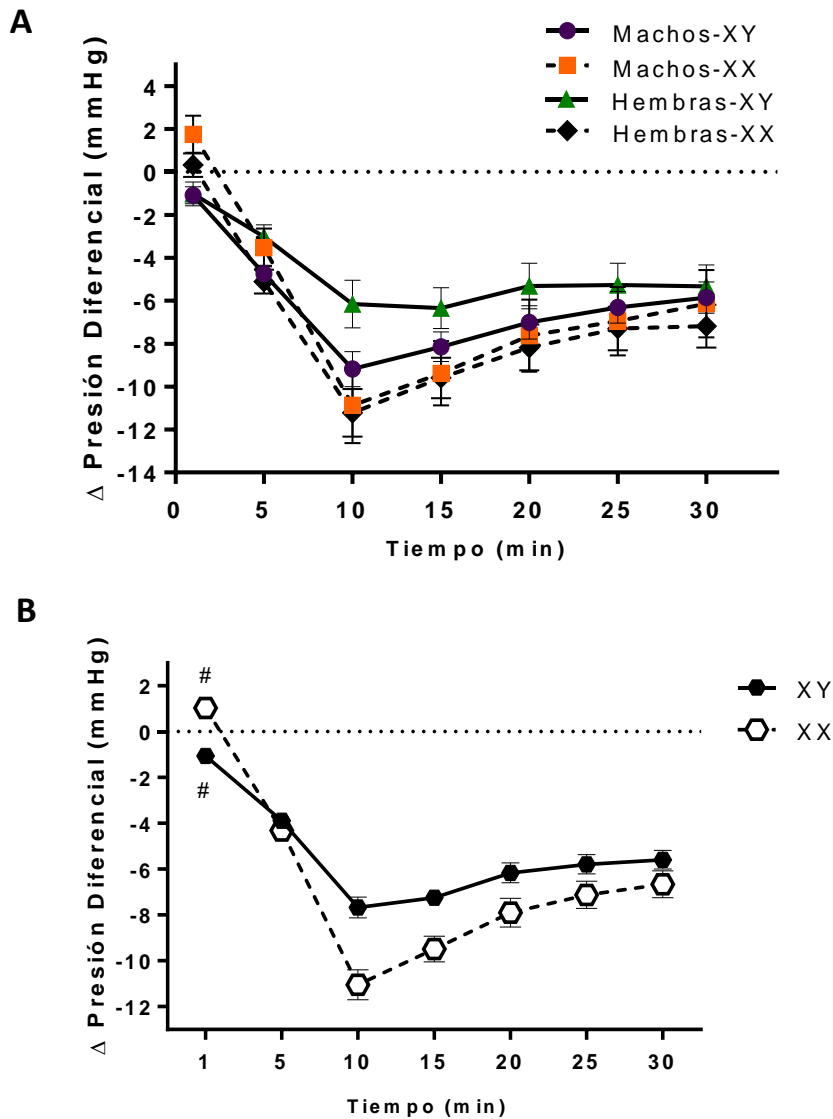 A
Machos-XY
Machos-XX
Hembras-XY
Hembras-XX
Δ Presión Diferencial (mmHg)
4
2
0
-2
-4
-6
-8
-10
-12
-14
0 5 10 15 20 25 30
Tiempo (min)
B
XY
XX
Δ Presión Diferencial (mmHg)
2
0
-2
-4
-6
-8
-10
-12
#
#
1 5 10 15 20 25 30
Tiempo (min)